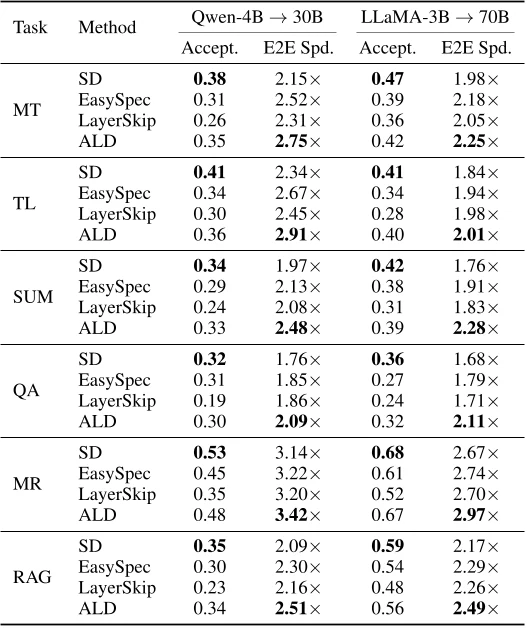 Task Method Qwen-4B → 30B LLaMA-3B → 70B
Accept. E2E Spd. Accept. E2E Spd.
MT
SD 0.38 2.15× 0.47 1.98×
EasySpec 0.31 2.52× 0.39 2.18×
LayerSkip 0.26 2.31× 0.36 2.05×
ALD 0.35 2.75× 0.42 2.25×
TL
SD 0.41 2.34× 0.41 1.84×
EasySpec 0.34 2.67× 0.34 1.94×
LayerSkip 0.30 2.45× 0.28 1.98×
ALD 0.36 2.91× 0.40 2.01×
SUM
SD 0.34 1.97× 0.42 1.76×
EasySpec 0.29 2.13× 0.38 1.91×
LayerSkip 0.24 2.08× 0.31 1.83×
ALD 0.33 2.48× 0.39 2.28×
QA
SD 0.32 1.76× 0.36 1.68×
EasySpec 0.31 1.85× 0.27 1.79×
LayerSkip 0.19 1.86× 0.24 1.71×
ALD 0.30 2.09× 0.32 2.11×
MR
SD 0.53 3.14× 0.68 2.67×
EasySpec 0.45 3.22× 0.61 2.74×
LayerSkip 0.35 3.20× 0.52 2.70×
ALD 0.48 3.42× 0.67 2.97×
RAG
SD 0.35 2.09× 0.59 2.17×
EasySpec 0.30 2.30× 0.54 2.29×
LayerSkip 0.23 2.16× 0.48 2.26×
ALD 0.34 2.51× 0.56 2.49×